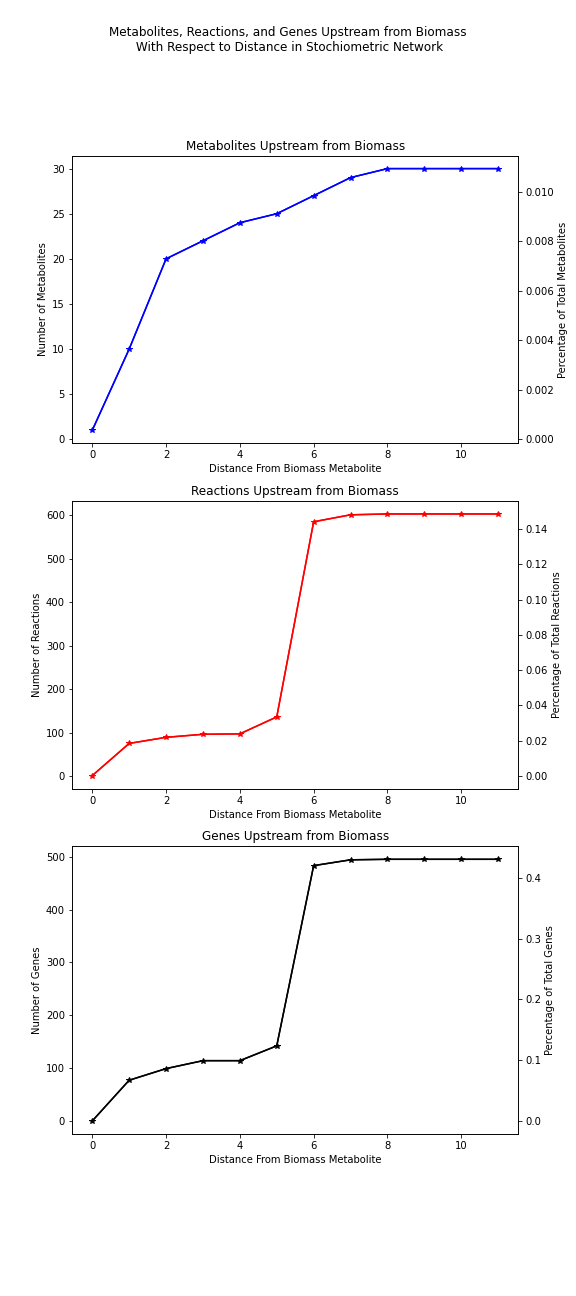 Metabolites, Reactions, and Genes Upstream from Biomass
With Respect to Distance in Stochiometric Network
Metabolites Upstream from Biomass
30
25
20
15
10
5
0
Number of Metabolites
0.010
0.008
0.006
0.004
0.002
0.000
Percentage of Total Metabolites
0 2 4 6 8 10
Distance From Biomass Metabolite
Reactions Upstream from Biomass
600
500
400
300
200
100
0
Number of Reactions
0.14
0.12
0.10
0.08
0.06
0.04
0.02
0.00
Percentage of Total Reactions
0 2 4 6 8 10
Distance From Biomass Metabolite
Genes Upstream from Biomass
500
400
300
200
100
0
Number of Genes
0.4
0.3
0.2
0.1
0.0
Percentage of Total Genes
0 2 4 6 8 10
Distance From Biomass Metabolite